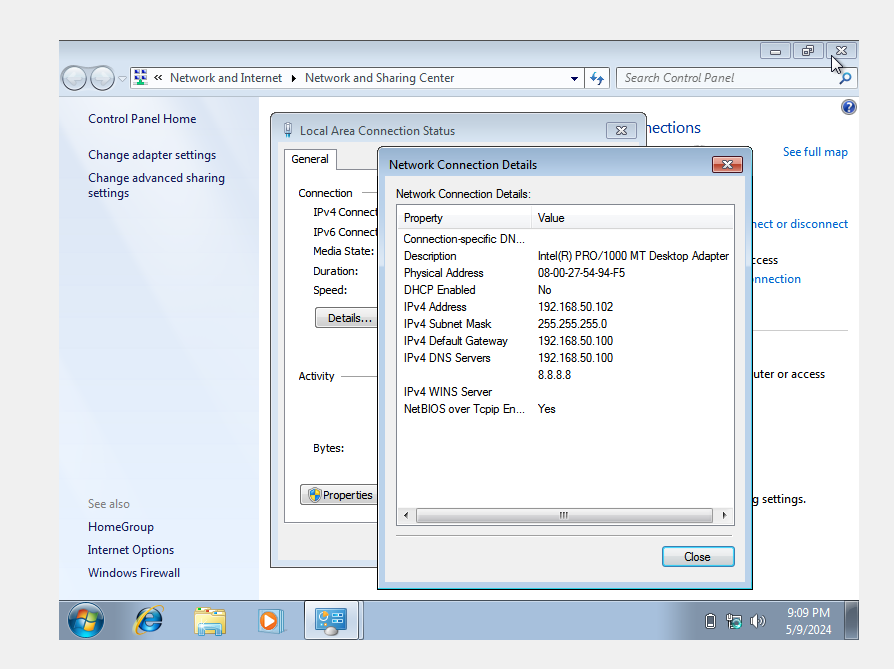 « Network and Internet ▸ Network and Sharing Center
Search Control Panel
Control Panel Home
Change adapter settings
Change advanced sharing
settings
See also
HomeGroup
Internet Options
Windows Firewall
nections
See full map
nect or disconnect
ccess
nnection
uter or access
g settings.
Local Area Connection Status
General
Connection
IPv4 Connect
IPv6 Connect
Media State:
Duration:
Speed:
Details...
Activity
Bytes:
Properties
Network Connection Details
Network Connection Details:
Property Value
Connection-specific DN...
Description Intel(R) PRO/1000 MT Desktop Adapter
Physical Address 08-00-27-54-94-F5
DHCP Enabled No
IPv4 Address 192.168.50.102
IPv4 Subnet Mask 255.255.255.0
IPv4 Default Gateway 192.168.50.100
IPv4 DNS Servers 192.168.50.100
8.8.8.8
IPv4 WINS Server
NetBIOS over Tcpip En... Yes
Close
9:09 PM
5/9/2024